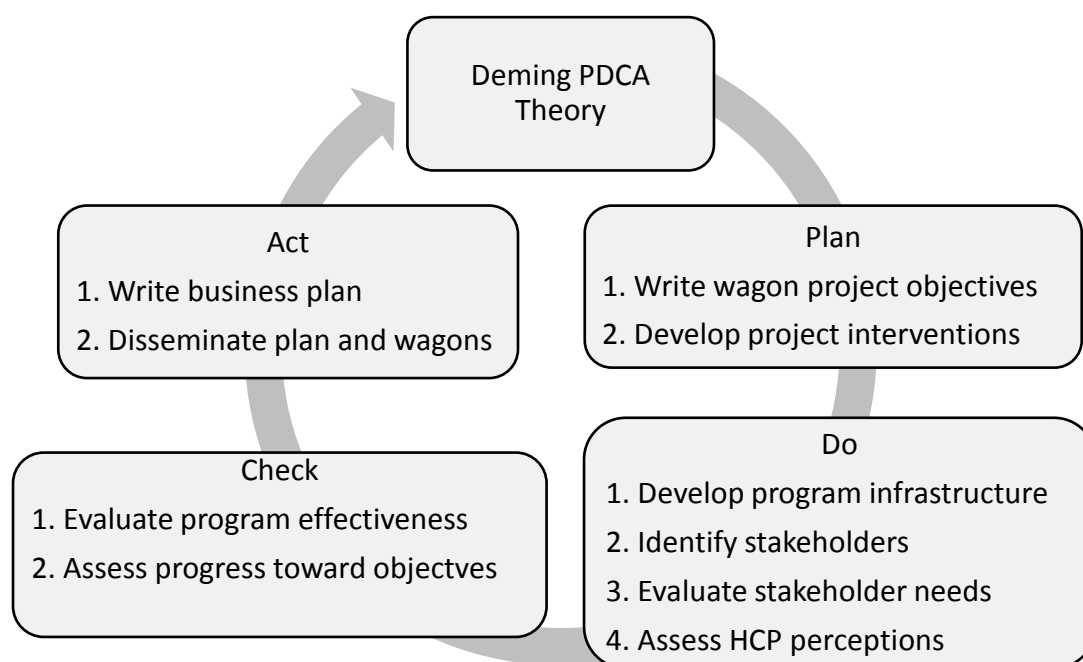 Deming PDCA
Theory
Plan
1. Write wagon project objectives
2. Develop project interventions
Do
1. Develop program infrastructure
2. Identify stakeholders
3. Evaluate stakeholder needs
4. Assess HCP perceptions
Check
1. Evaluate program effectiveness
2. Assess progress toward objectves
Act
1. Write business plan
2. Disseminate plan and wagons